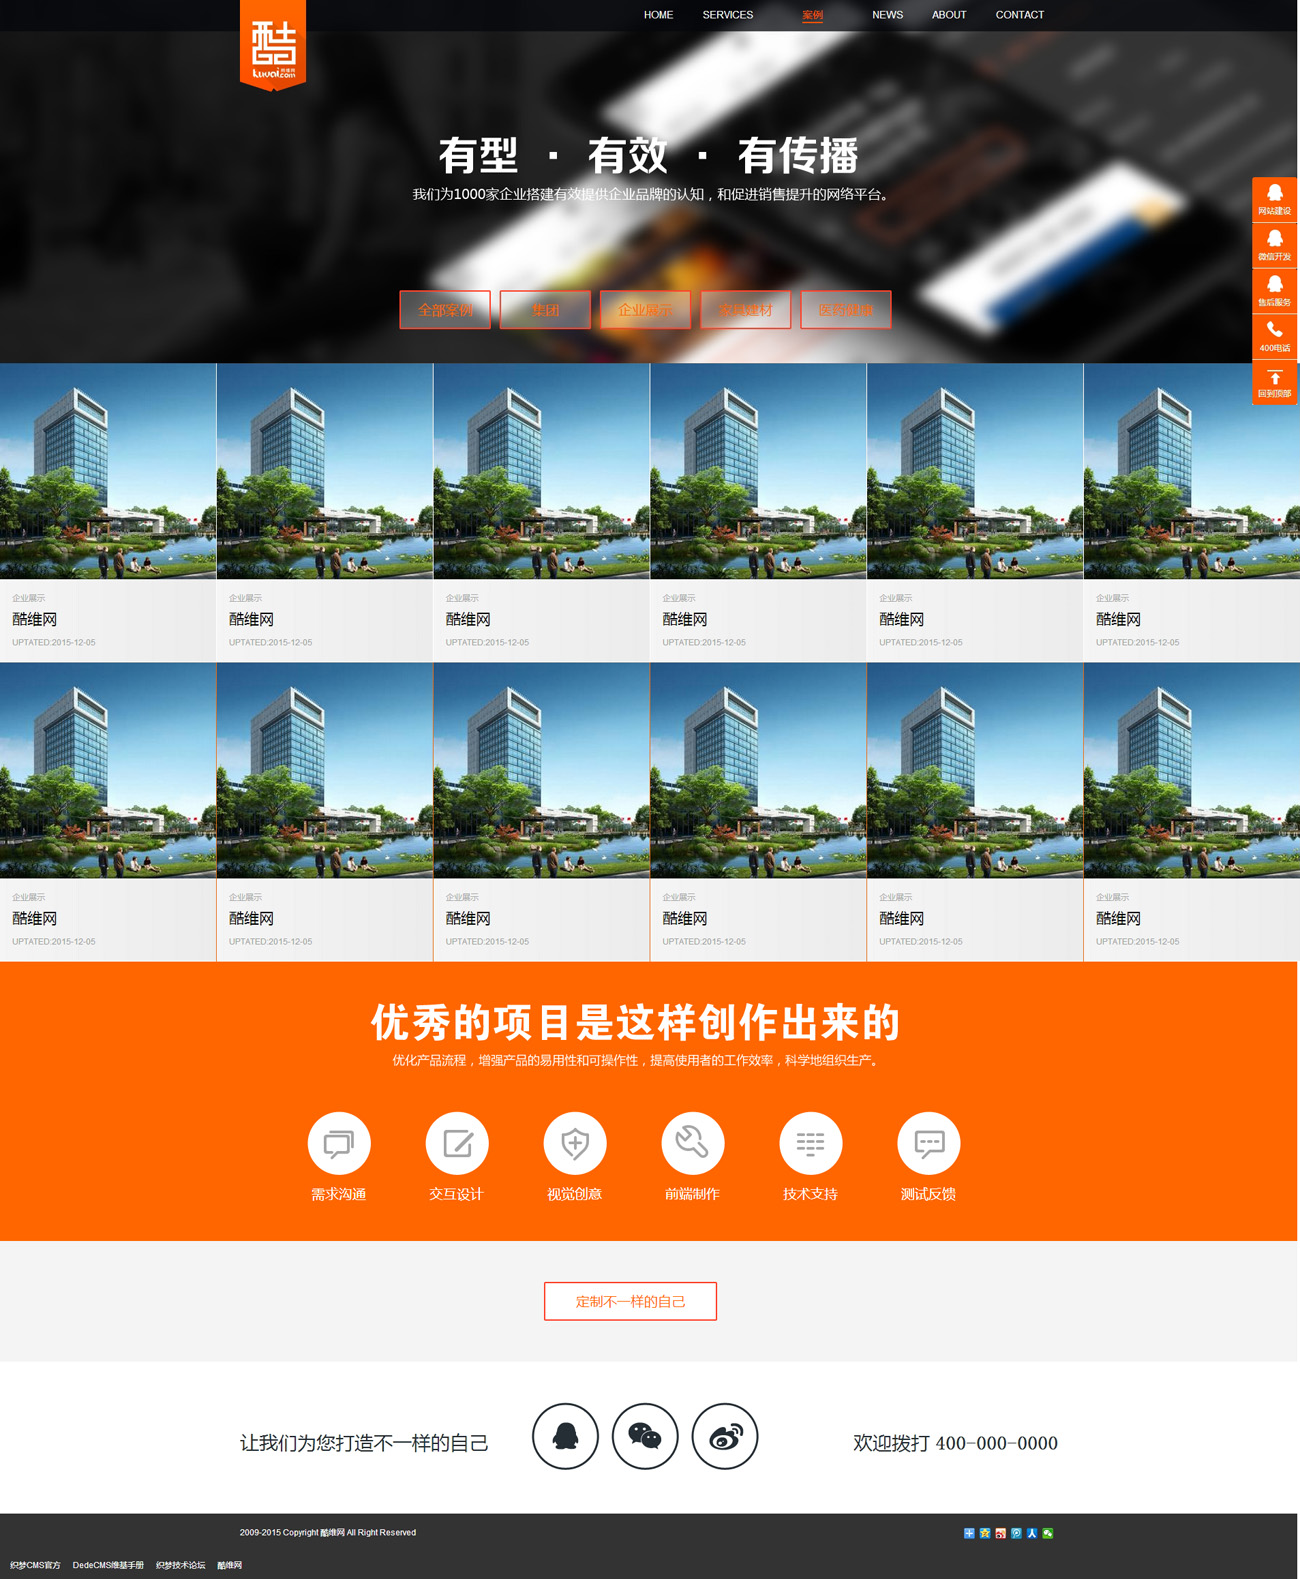 HOME SERVICES 案例 NEWS ABOUT CONTACT
酷
kuvai.com 酷维网
有型 · 有效 · 有传播
我们为1000家企业搭建有效提供企业品牌的认知，和促进销售提升的网络平台。
网站建设
微信开发
售后服务
400电话
回到顶部
全部案例 集团 企业展示 家具建材 医药健康
企业展示 企业展示 企业展示 企业展示 企业展示 企业展示
酷维网 酷维网 酷维网 酷维网 酷维网 酷维网
UPTATED:2015-12-05 UPTATED:2015-12-05 UPTATED:2015-12-05 UPTATED:2015-12-05 UPTATED:2015-12-05 UPTATED:2015-12-05
企业展示 企业展示 企业展示 企业展示 企业展示 企业展示
酷维网 酷维网 酷维网 酷维网 酷维网 酷维网
UPTATED:2015-12-05 UPTATED:2015-12-05 UPTATED:2015-12-05 UPTATED:2015-12-05 UPTATED:2015-12-05 UPTATED:2015-12-05
优秀的项目是这样创作出来的
优化产品流程，增强产品的易用性和可操作性，提高使用者的工作效率，科学地组织生产。
需求沟通 交互设计 视觉创意 前端制作 技术支持 测试反馈
定制不一样的自己
让我们为您打造不一样的自己 欢迎拨打 400-000-0000
2009-2015 Copyright 酷维网 All Right Reserved
织梦CMS官方 DedeCMS维基手册 织梦技术论坛 酷维网